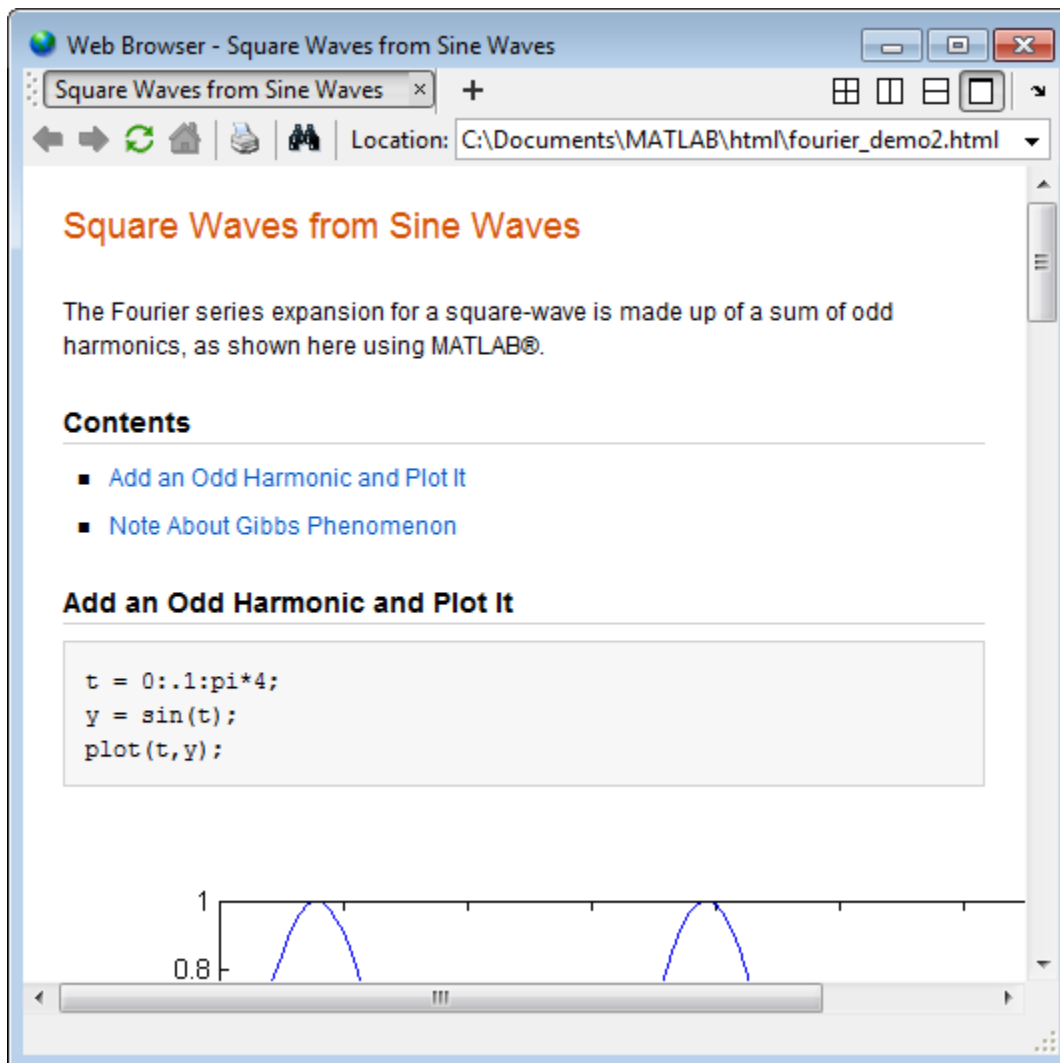 Web Browser - Square Waves from Sine Waves
Square Waves from Sine Waves
Location: C:\Documents\MATLAB\html\fourier_demo2.html
Square Waves from Sine Waves
The Fourier series expansion for a square-wave is made up of a sum of odd
harmonics, as shown here using MATLAB®.
Contents
Add an Odd Harmonic and Plot It
Note About Gibbs Phenomenon
Add an Odd Harmonic and Plot It
t = 0:.1:pi*4;
y = sin(t);
plot(t,y);
1
0.8